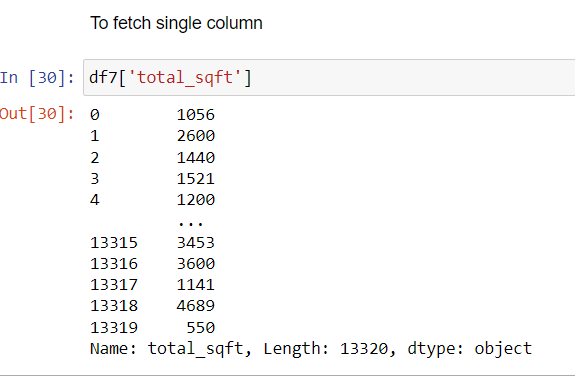 To fetch single column
In [30]: df7['total_sqft']
Out[30]: 0       1056
1       2600
2       1440
3       1521
4       1200
...
13315   3453
13316   3600
13317   1141
13318   4689
13319    550
Name: total_sqft, Length: 13320, dtype: object